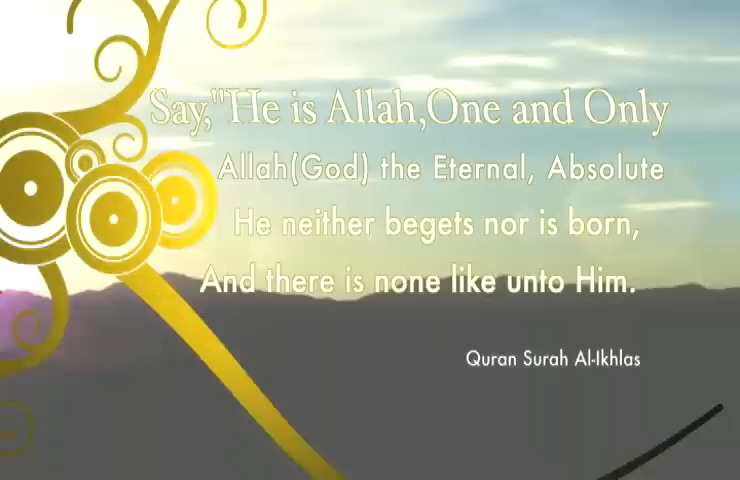 Say,"He is Allah,One and Only
Allah(God) the Eternal, Absolute
He neither begets nor is born,
And there is none like unto Him.
Quran Surah Al-Ikhlas